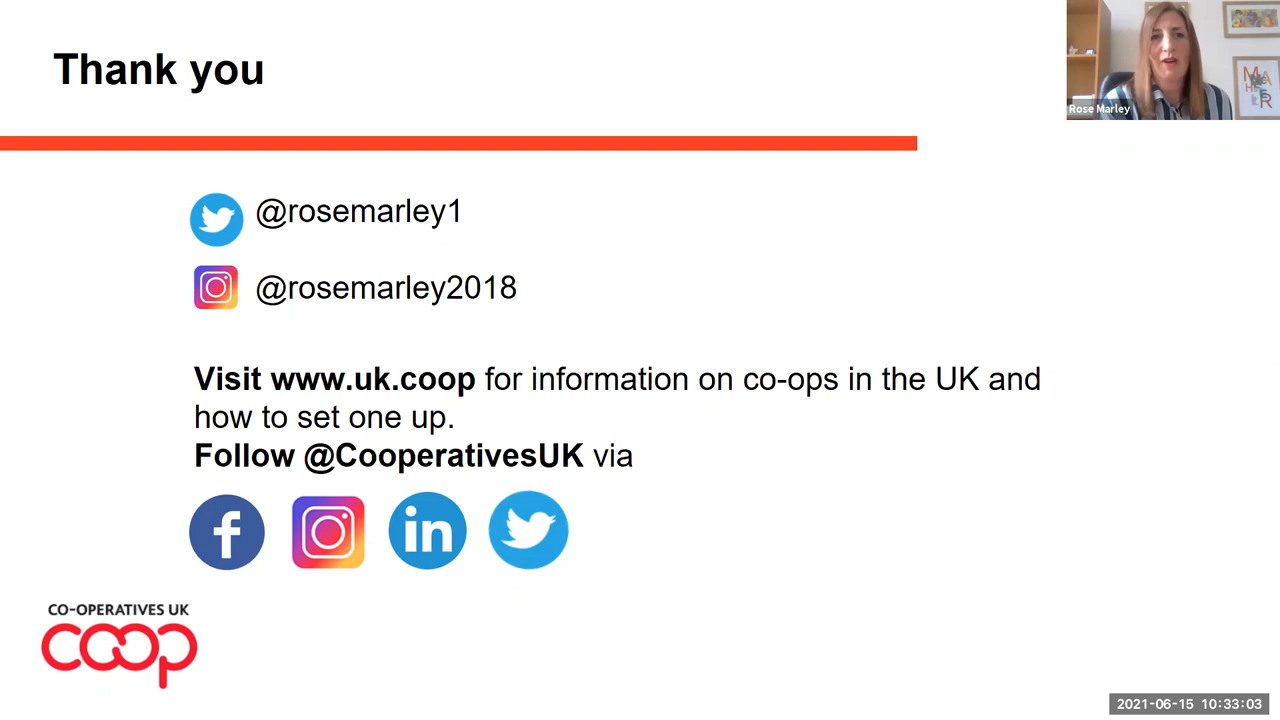 Thank you
Rose Marley
@rosemarley1
@rosemarley2018
Visit www.uk.coop for information on co-ops in the UK and
how to set one up.
Follow @CooperativesUK via
f
in
CO-OPERATIVES UK
coop
2021-06-15 10:33:03